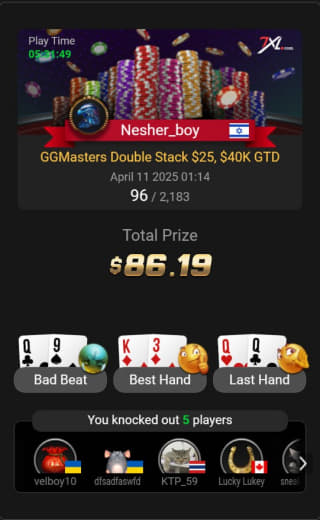 Play Time
05:21:49
7XL
Nesher_boy
GGMasters Double Stack $25, $40K GTD
April 11 2025 01:14
96 / 2,183
Total Prize
$86.19
Q 9 K 3 Q Q
Bad Beat Best Hand Last Hand
You knocked out 5 players
velboy10 dfsadfaswfd KTP_59 Lucky Lukey sneal